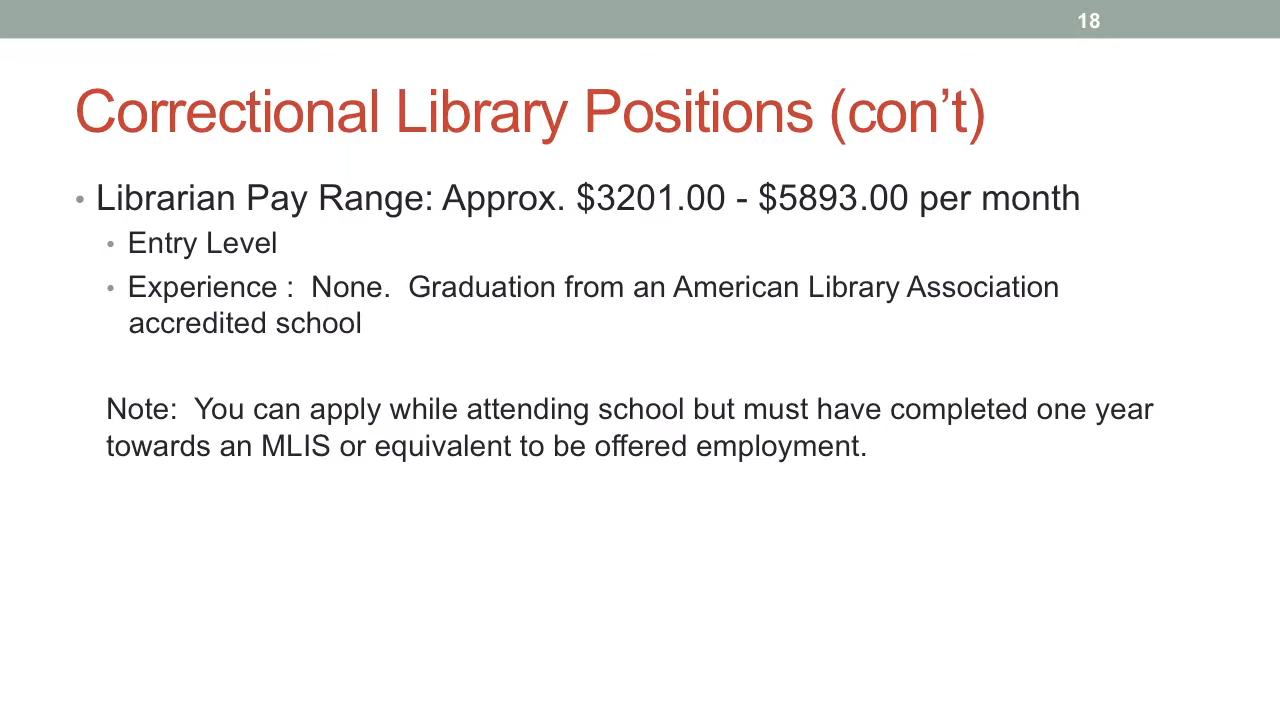 18
Correctional Library Positions (con’t)
• Librarian Pay Range: Approx. $3201.00 - $5893.00 per month
• Entry Level
• Experience :  None.  Graduation from an American Library Association
accredited school
Note:  You can apply while attending school but must have completed one year
towards an MLIS or equivalent to be offered employment.